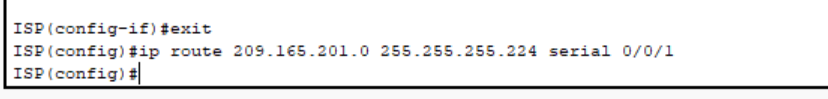 ISP(config-if)#exit
ISP(config)#ip route 209.165.201.0 255.255.255.224 serial 0/0/1
ISP(config)#